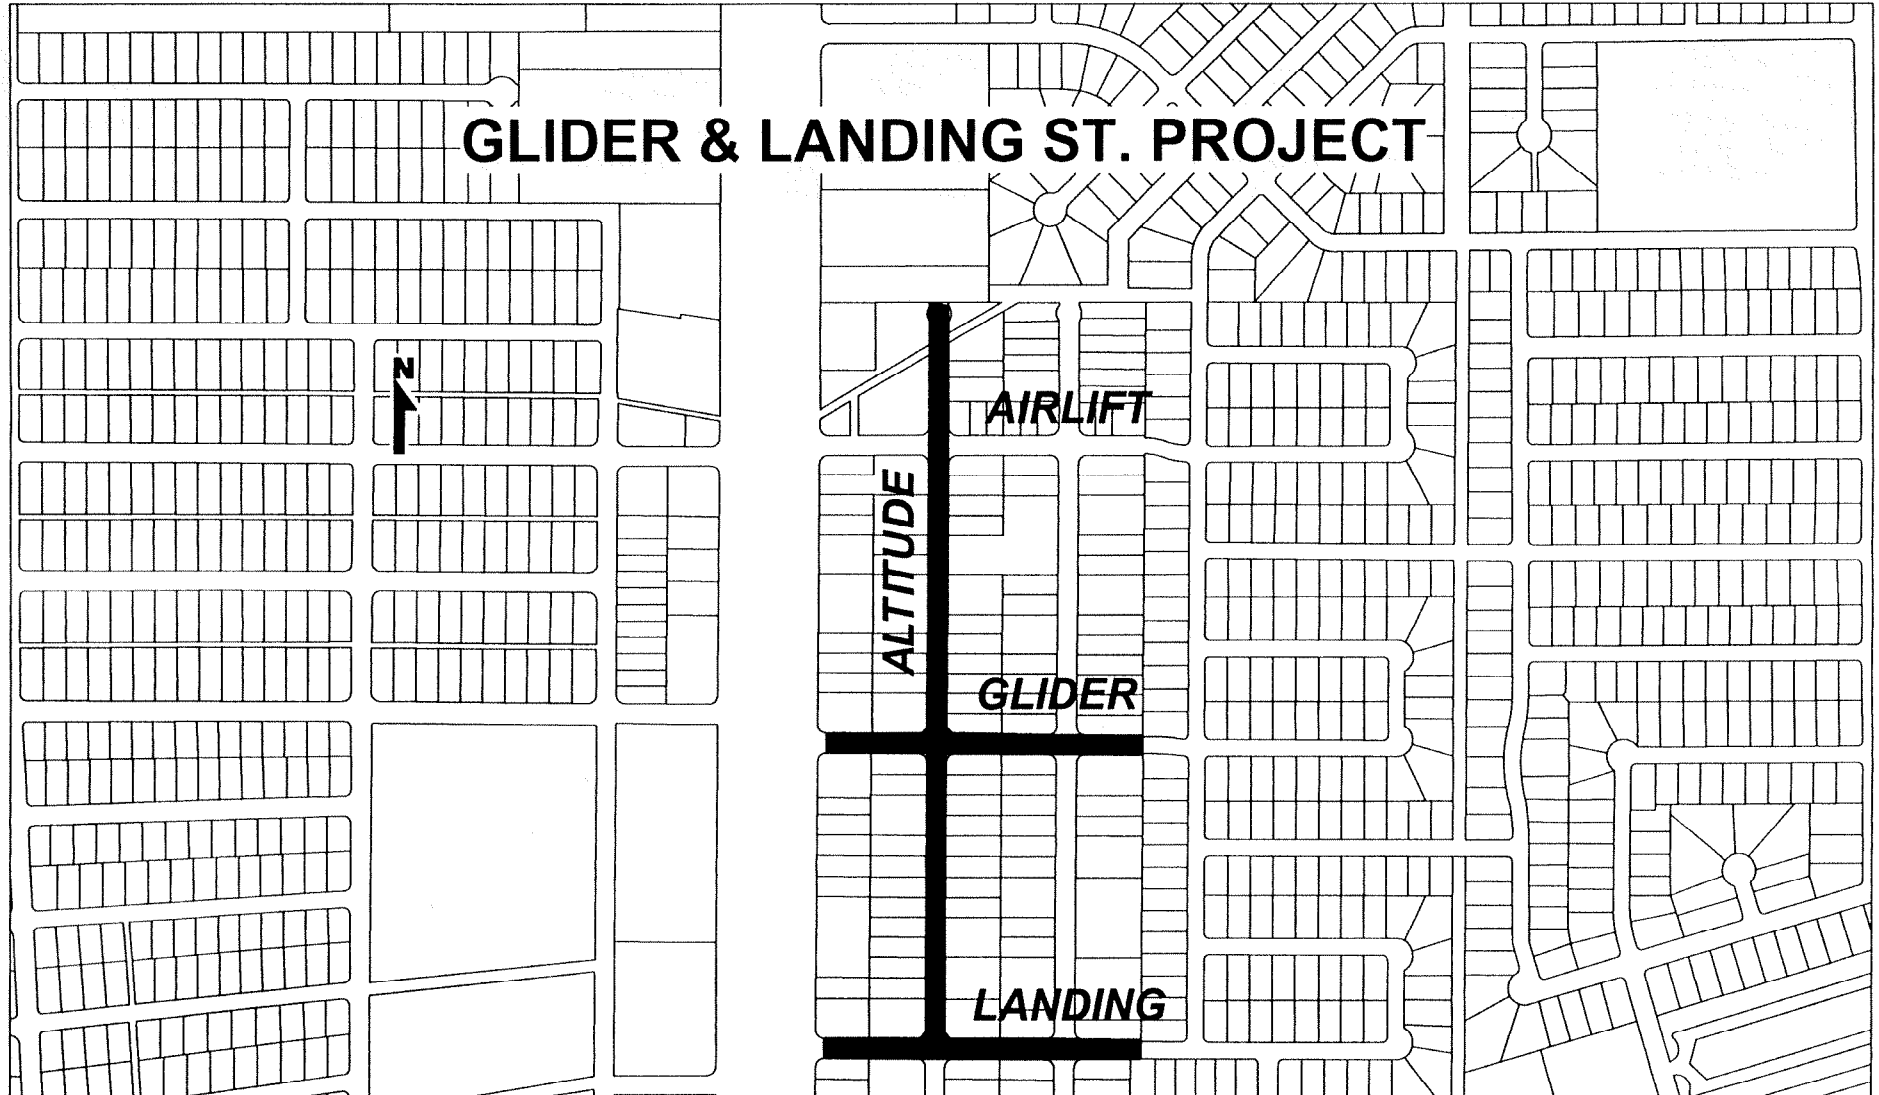 GLIDER & LANDING ST. PROJECT
N
AIRLIFT
ALTITUDE
GLIDER
LANDING